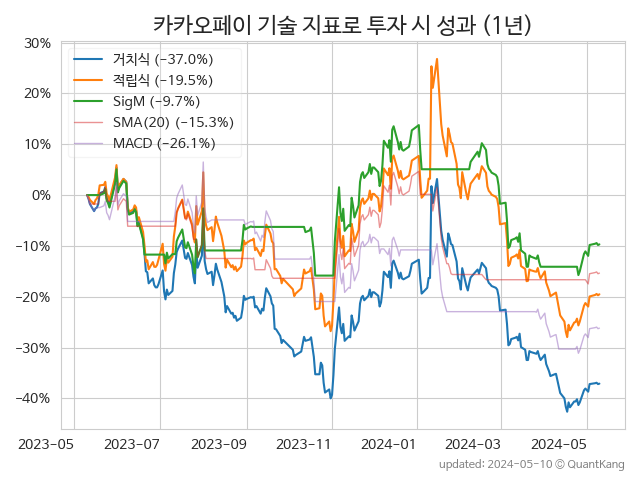 카카오페이 기술 지표로 투자 시 성과 (1년)
30%
20%
10%
0%
−10%
−20%
−30%
−40%
거치식 (−37.0%)
적립식 (−19.5%)
SigM (−9.7%)
SMA(20) (−15.3%)
MACD (−26.1%)
2023-05 2023-07 2023-09 2023-11 2024-01 2024-03 2024-05
updated: 2024-05-10 © QuantKang